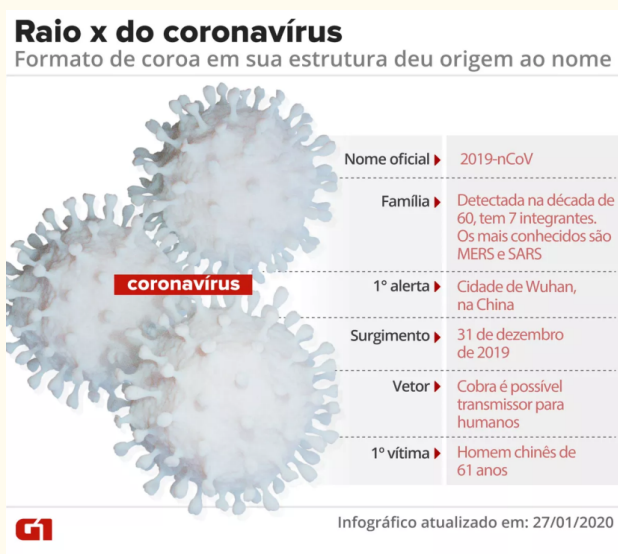 Raio x do coronavírus
Formato de coroa em sua estrutura deu origem ao nome
coronavírus
Nome oficial
2019-nCoV
Família
Detectada na década de
60, tem 7 integrantes.
Os mais conhecidos são
MERS e SARS
1º alerta
Cidade de Wuhan,
na China
Surgimento
31 de dezembro
de 2019
Vetor
Cobra é possível
transmissor para
humanos
1º vítima
Homem chinês de
61 anos
G1
Infográfico atualizado em: 27/01/2020